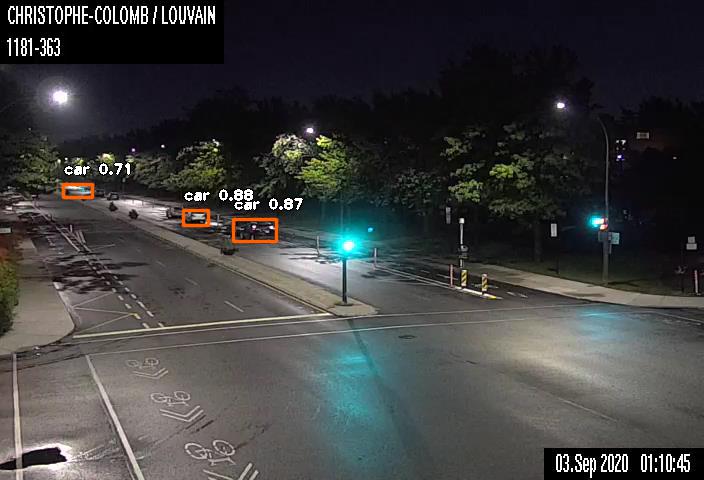 CHRISTOPHE-COLOMB / LOUVAIN
1181-363
car 0.71
car 0.88
car 0.87
03.Sep 2020 01:10:45